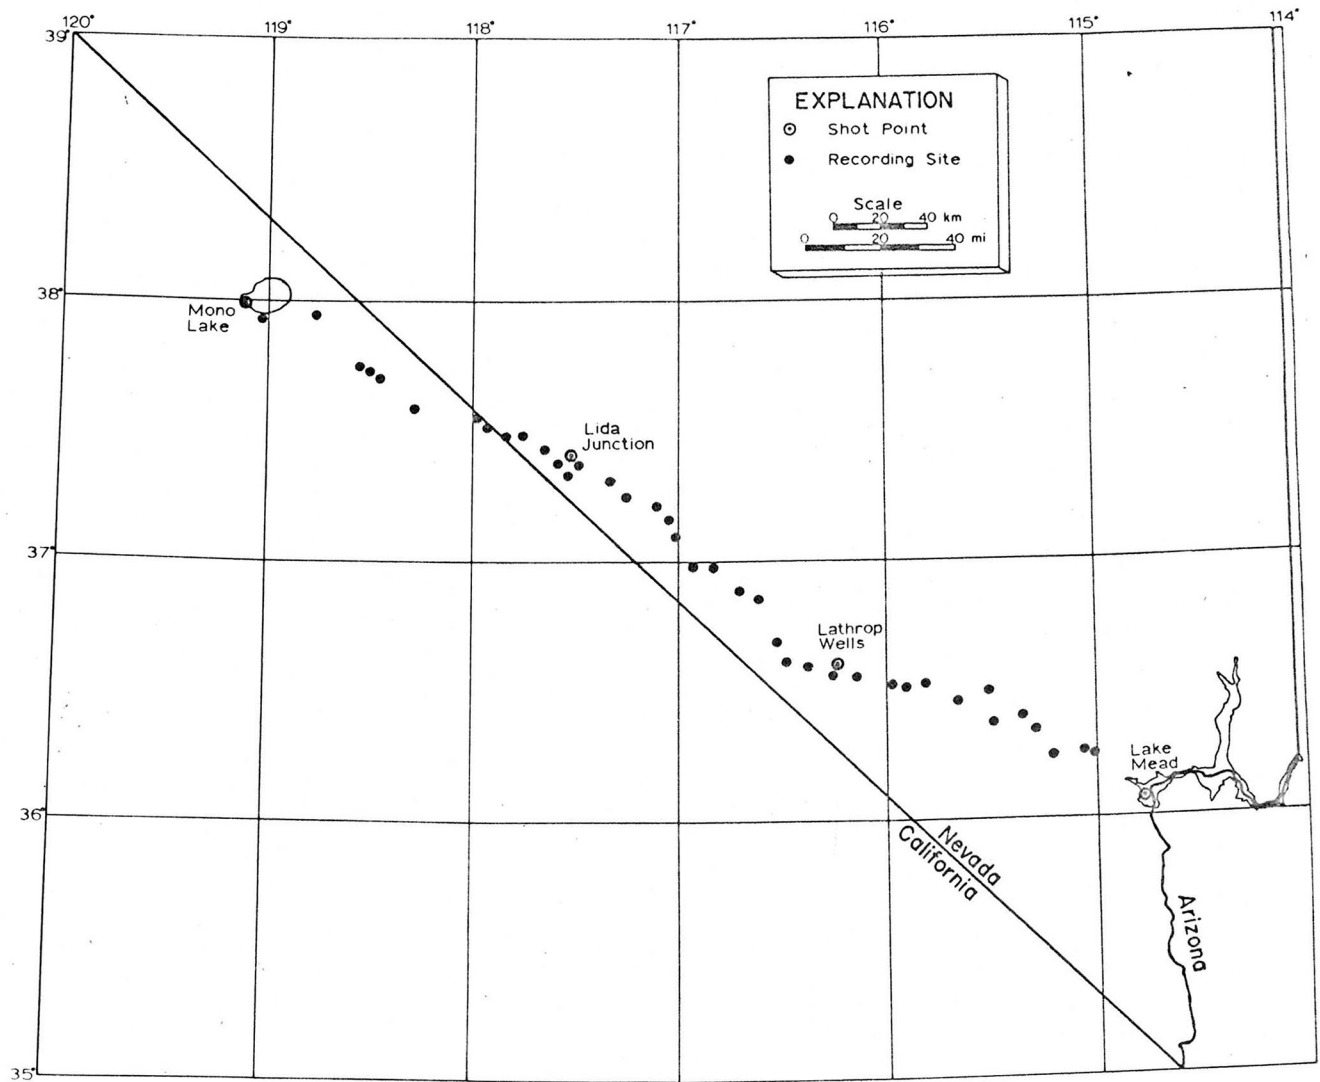 120° 119° 118° 117° 116° 115° 114°
39°
EXPLANATION
Shot Point
Recording Site
Scale
0 20 40 km
0 20 40 mi
38°
Mono
Lake
Lida
Junction
37°
Lathrop
Wells
Lake
Mead
36°
Nevada
California
Arizona
35°